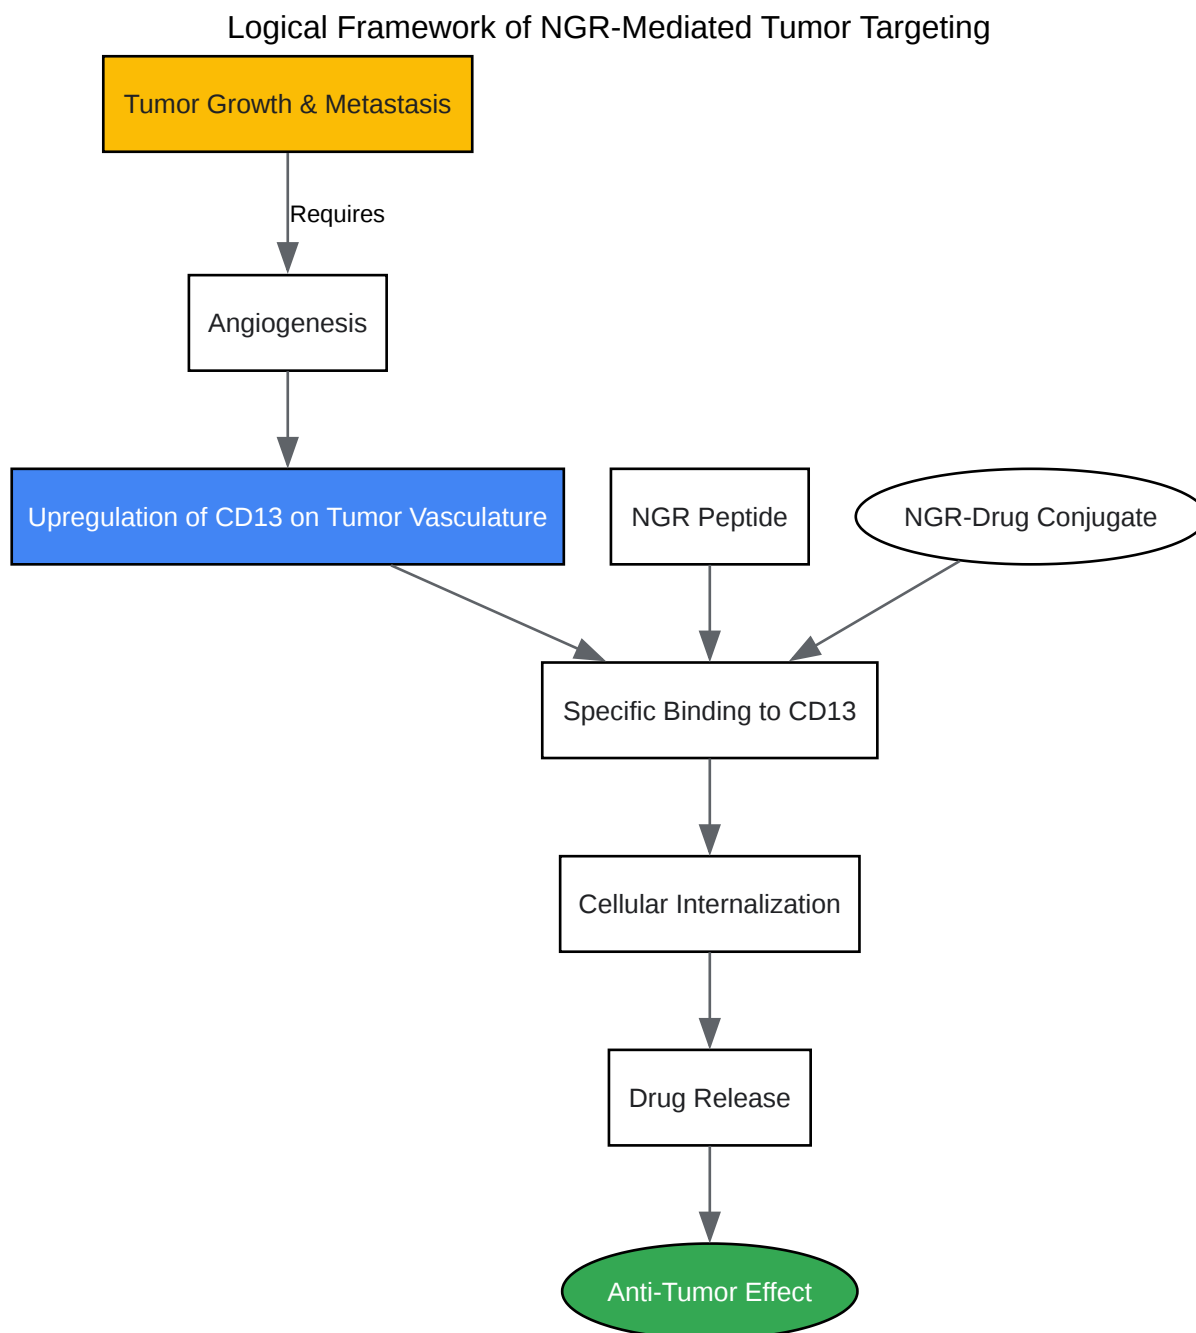 Logical Framework of NGR-Mediated Tumor Targeting
Tumor Growth & Metastasis
Requires
Angiogenesis
Upregulation of CD13 on Tumor Vasculature
NGR Peptide
NGR-Drug Conjugate
Specific Binding to CD13
Cellular Internalization
Drug Release
Anti-Tumor Effect